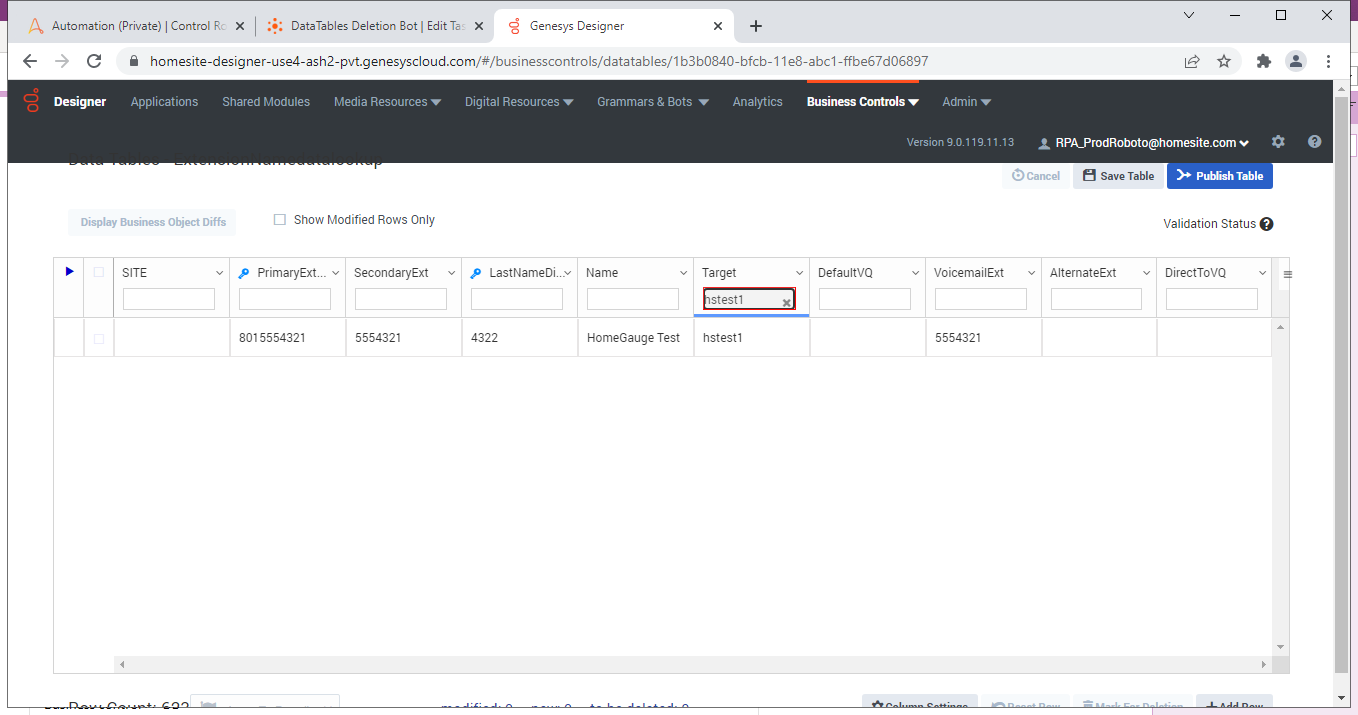 Automation (Private) | Control Ro
DataTables Deletion Bot | Edit Tas
Genesys Designer
homesite-designer-use4-ash2-pvt.genesyscloud.com/#/businesscontrols/datatables/1b3b0840-bfcb-11e8-abc1-ffbe67d06897
Designer Applications Shared Modules Media Resources Digital Resources Grammars & Bots Analytics Business Controls Admin
Version 9.0.119.11.13 RPA_ProdRoboto@homesite.com
Data Tables - ExtensionNamedatalookup
Cancel Save Table Publish Table
Display Business Object Diffs Show Modified Rows Only Validation Status
SITE PrimaryExt... SecondaryExt LastNameDi... Name Target DefaultVQ VoicemailExt AlternateExt DirectToVQ
hstest1
8015554321 5554321 4322 HomeGauge Test hstest1 5554321
Row Count: 682 modified: 0 new: 0 to be deleted: 0 Column Settings Reset Row Mark For Deletion Add Row